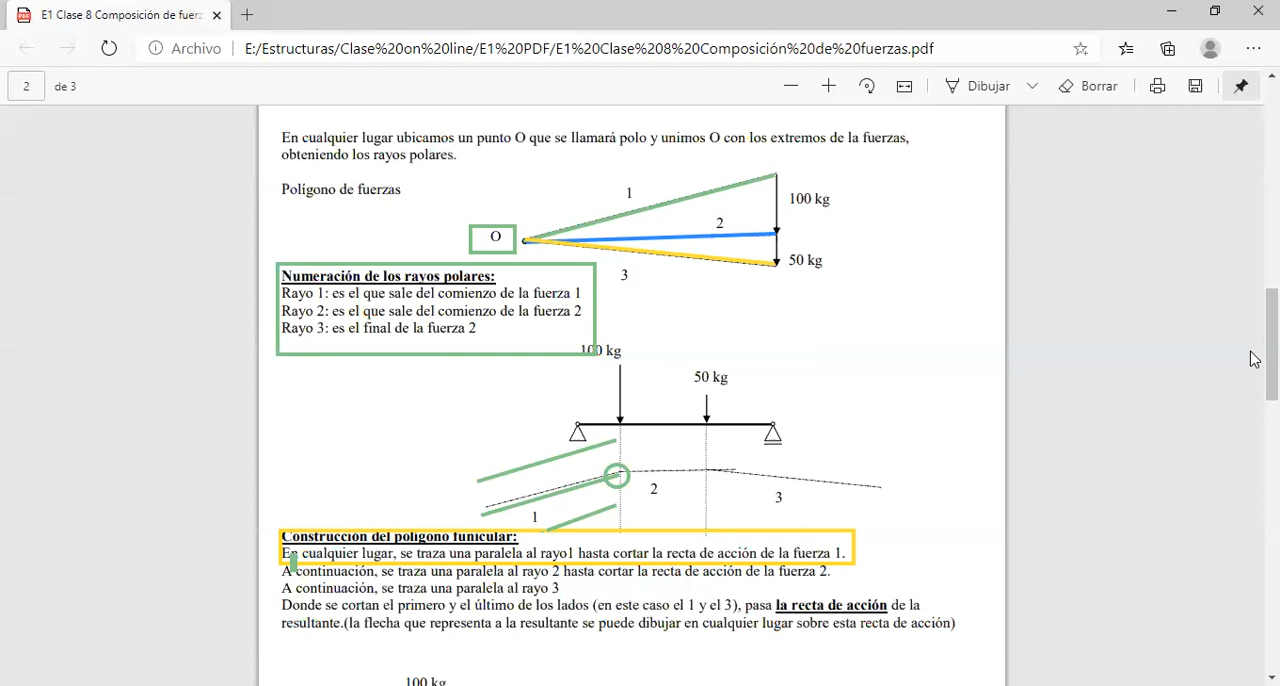 E1 Clase 8 Composición de fuerz
Archivo
E:/Estructuras/Clase%20on%20line/E1%20PDF/E1%20Clase%208%20Composición%20de%20fuerzas.pdf
2 de 3
Dibujar
Borrar
En cualquier lugar ubicamos un punto O que se llamará polo y unimos O con los extremos de la fuerzas,
obteniendo los rayos polares.
Polígono de fuerzas
1
100 kg
2
O
50 kg
3
Numeración de los rayos polares:
Rayo 1: es el que sale del comienzo de la fuerza 1
Rayo 2: es el que sale del comienzo de la fuerza 2
Rayo 3: es el final de la fuerza 2
100 kg
50 kg
2
3
1
Construcción del polígono funicular:
En cualquier lugar, se traza una paralela al rayo1 hasta cortar la recta de acción de la fuerza 1.
A continuación, se traza una paralela al rayo 2 hasta cortar la recta de acción de la fuerza 2.
A continuación, se traza una paralela al rayo 3
Donde se cortan el primero y el último de los lados (en este caso el 1 y el 3), pasa la recta de acción de la
resultante.(la flecha que representa a la resultante se puede dibujar en cualquier lugar sobre esta recta de acción)
100 kg